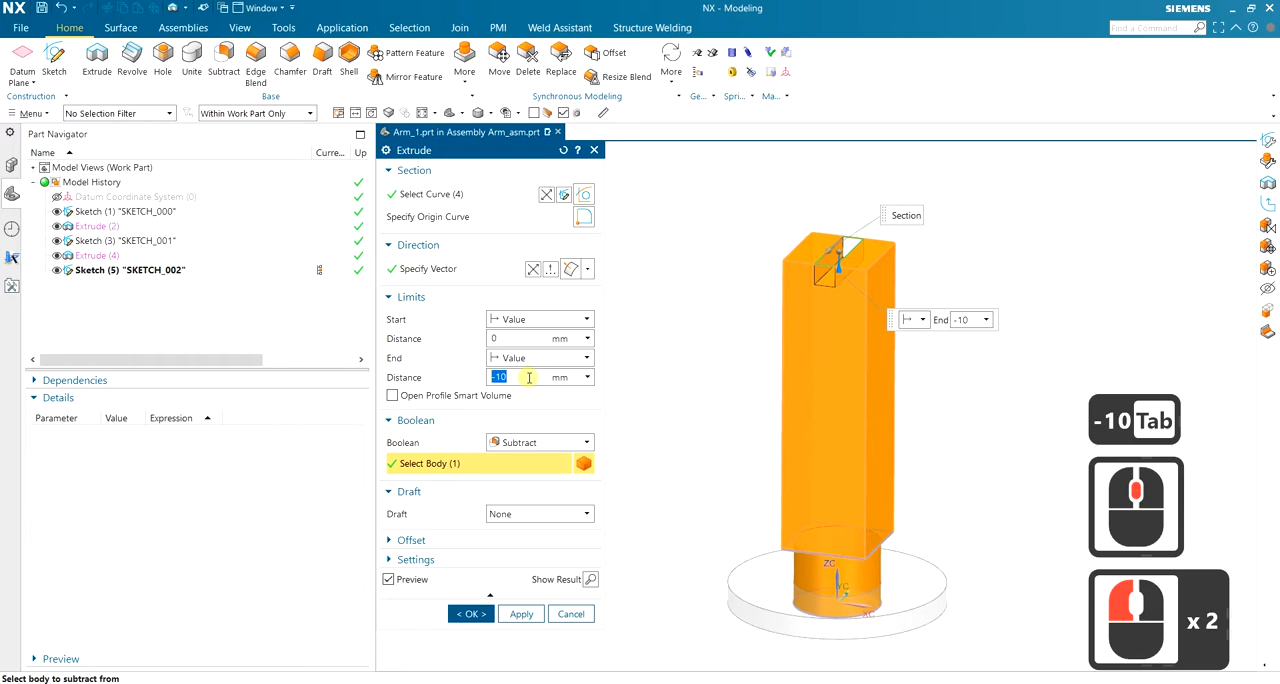 NX
Window
NX - Modeling
SIEMENS
File
Home
Surface
Assemblies
View
Tools
Application
Selection
Join
PMI
Weld Assistant
Structure Welding
Find a Command
Datum Plane
Sketch
Extrude
Revolve
Hole
Unite
Subtract
Edge Blend
Chamfer
Draft
Shell
Pattern Feature
Mirror Feature
More
Move
Delete
Replace
Offset
Resize Blend
More
Construction
Base
Synchronous Modeling
Ge...
Spri...
Ma...
Menu
No Selection Filter
Within Work Part Only
Part Navigator
Name
Curre...
Up
Model Views (Work Part)
Model History
Datum Coordinate System (0)
Sketch (1) "SKETCH_000"
Extrude (2)
Sketch (3) "SKETCH_001"
Extrude (4)
Sketch (5) "SKETCH_002"
Dependencies
Details
Parameter
Value
Expression
Preview
Arm_1.prt in Assembly Arm_asm.prt
Extrude
Section
Select Curve (4)
Specify Origin Curve
Direction
Specify Vector
Limits
Start
Value
Distance
0
mm
End
Value
Distance
-10
mm
Open Profile Smart Volume
Boolean
Boolean
Subtract
Select Body (1)
Draft
Draft
None
Offset
Settings
Preview
Show Result
< OK >
Apply
Cancel
Section
End -10
ZC
YC
XC
-10 Tab
x 2
Select body to subtract from